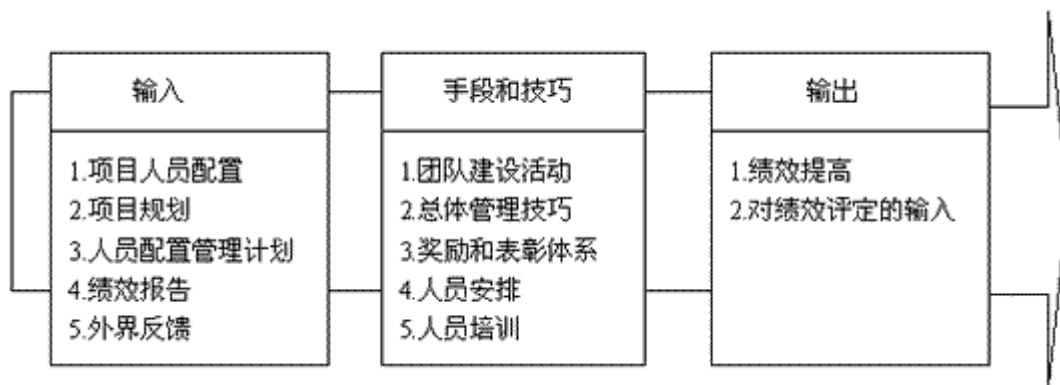 输入
1.项目人员配置
2.项目规划
3.人员配置管理计划
4.绩效报告
5.外界反馈
手段和技巧
1.团队建设活动
2.总体管理技巧
3.奖励和表彰体系
4.人员安排
5.人员培训
输出
1.绩效提高
2.对绩效评定的输入